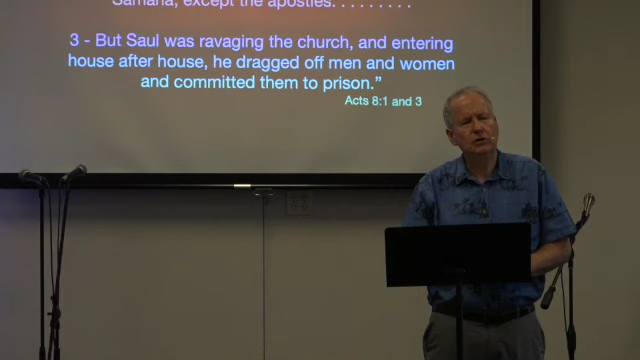 Samaria, except the apostles. . . . . . . . .
3 - But Saul was ravaging the church, and entering
house after house, he dragged off men and women
and committed them to prison.”
Acts 8:1 and 3